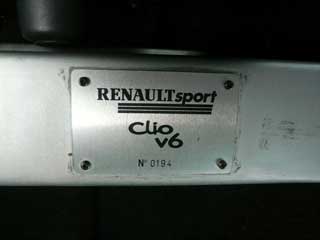 RENAULTsport
Clio
V6
N° 0194